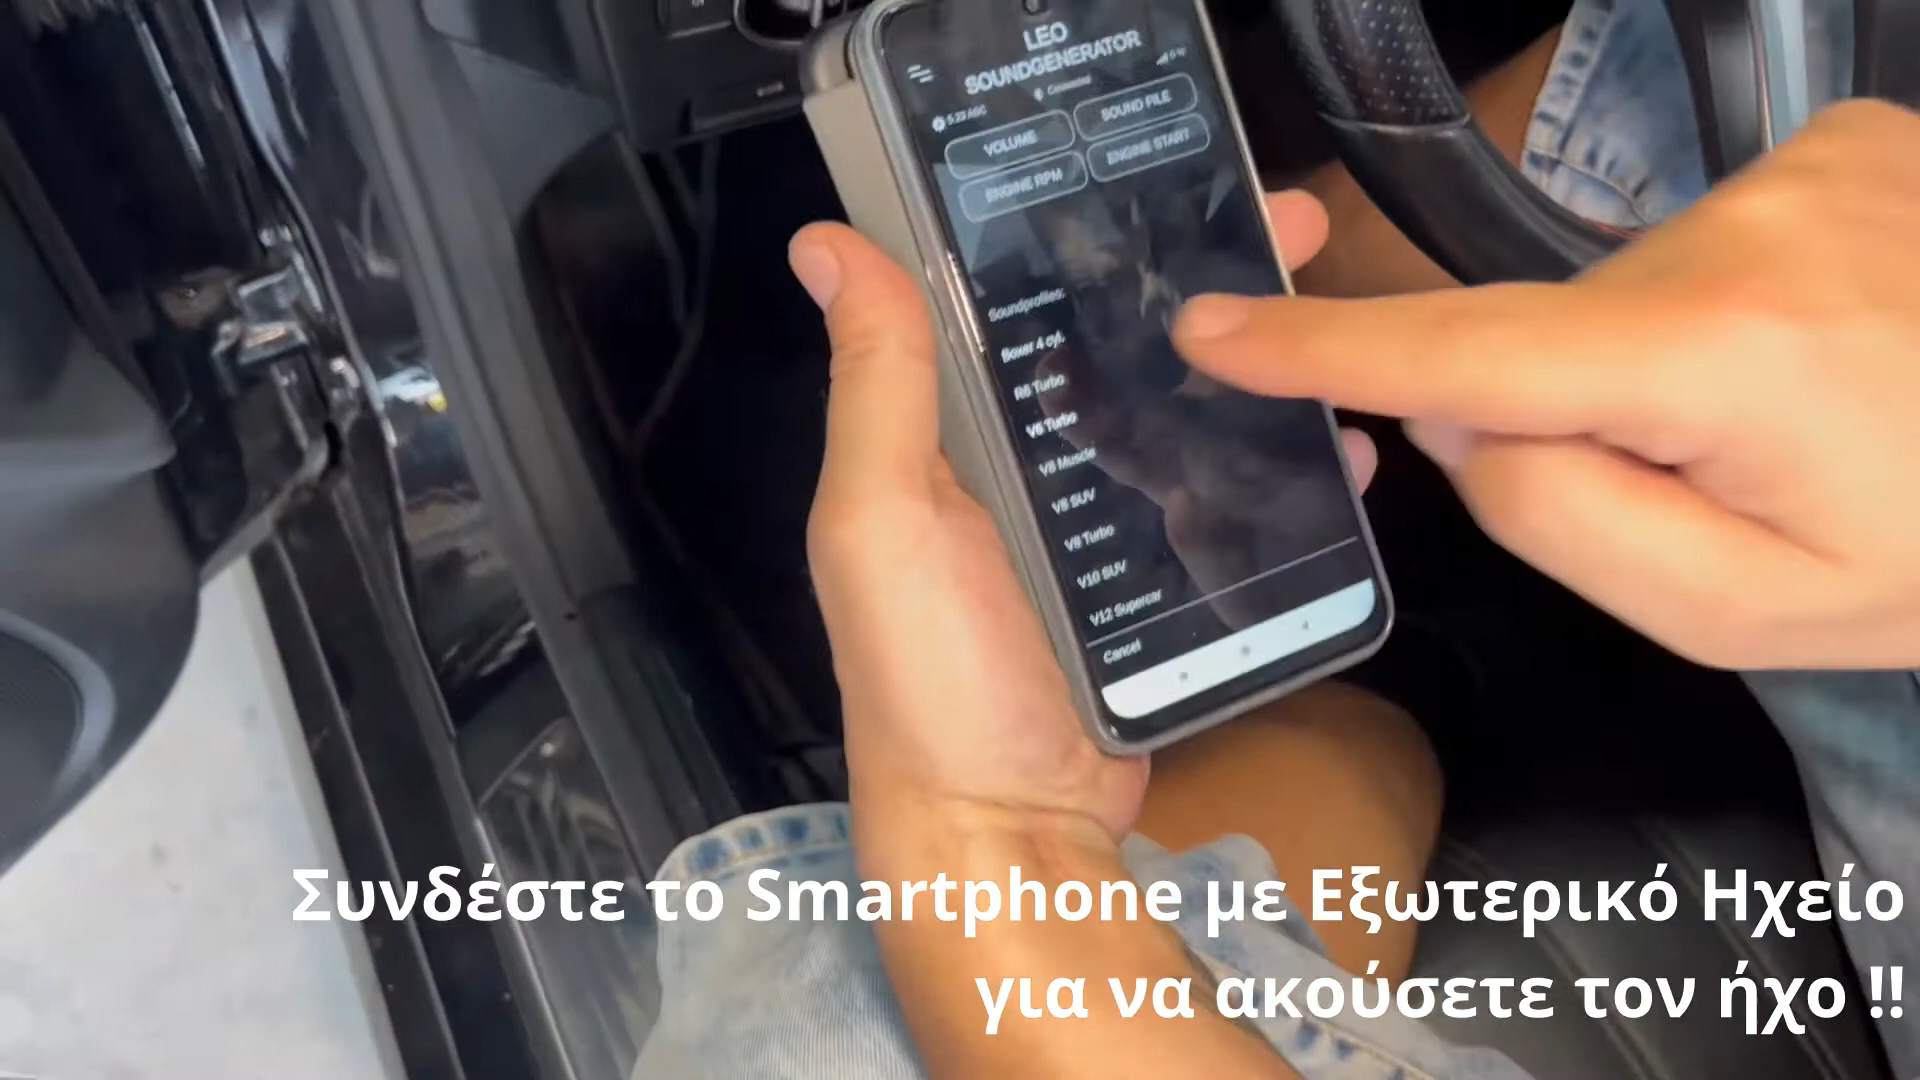 LEO
SOUNDGENERATOR
Connected
VOLUME
SOUND FILE
ENGINE RPM
ENGINE START
Soundprofiles:
Boxer 4 cyl.
R6 Turbo
V6 Turbo
V8 Muscle
V8 SUV
V8 Turbo
V10 SUV
V12 Supercar
Cancel
Συνδέστε το Smartphone με Εξωτερικό Ηχείο
για να ακούσετε τον ήχο !!